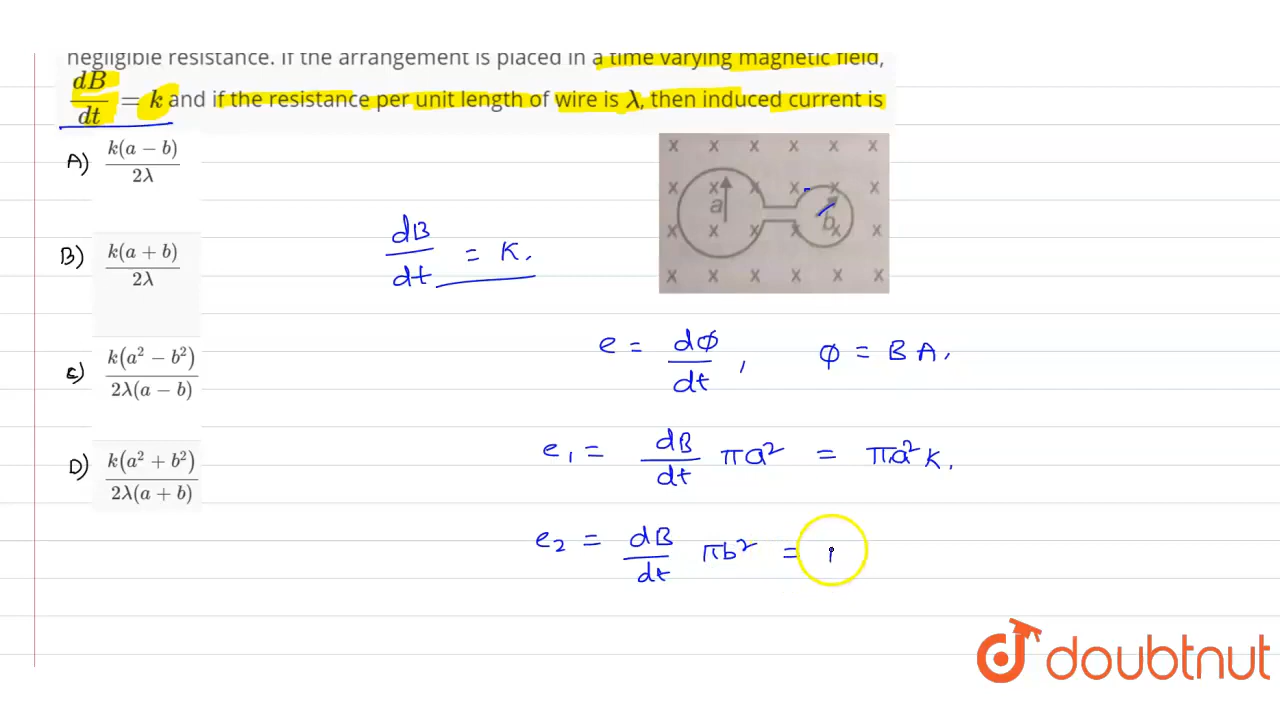 negligible resistance. If the arrangement is placed in a time varying magnetic field,
dB/dt = k and if the resistance per unit length of wire is λ, then induced current is
A) k(a − b)/2λ
B) k(a + b)/2λ
C) k(a² − b²)/2λ(a − b)
D) k(a² + b²)/2λ(a + b)
x x x x x x
x x x x x x
a b
x x x x x x
x x x x x x
dB/dt = K.
e = dϕ/dt, ϕ = BA.
e₁ = dB/dt πa² = πa²K.
e₂ = dB/dt πb² =
doubtnut